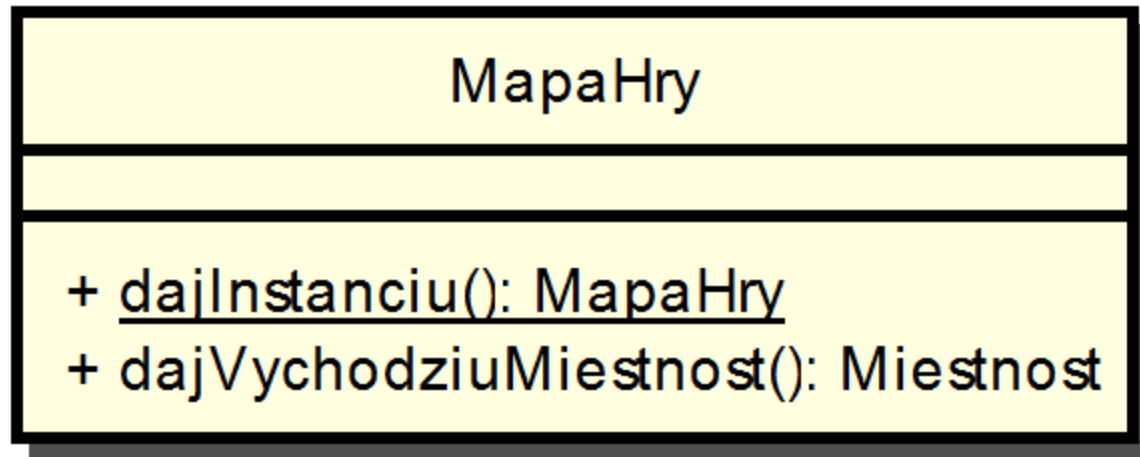 MapaHry
+ dajInstanciu(): MapaHry
+ dajVychodziuMiestnost(): Miestnost